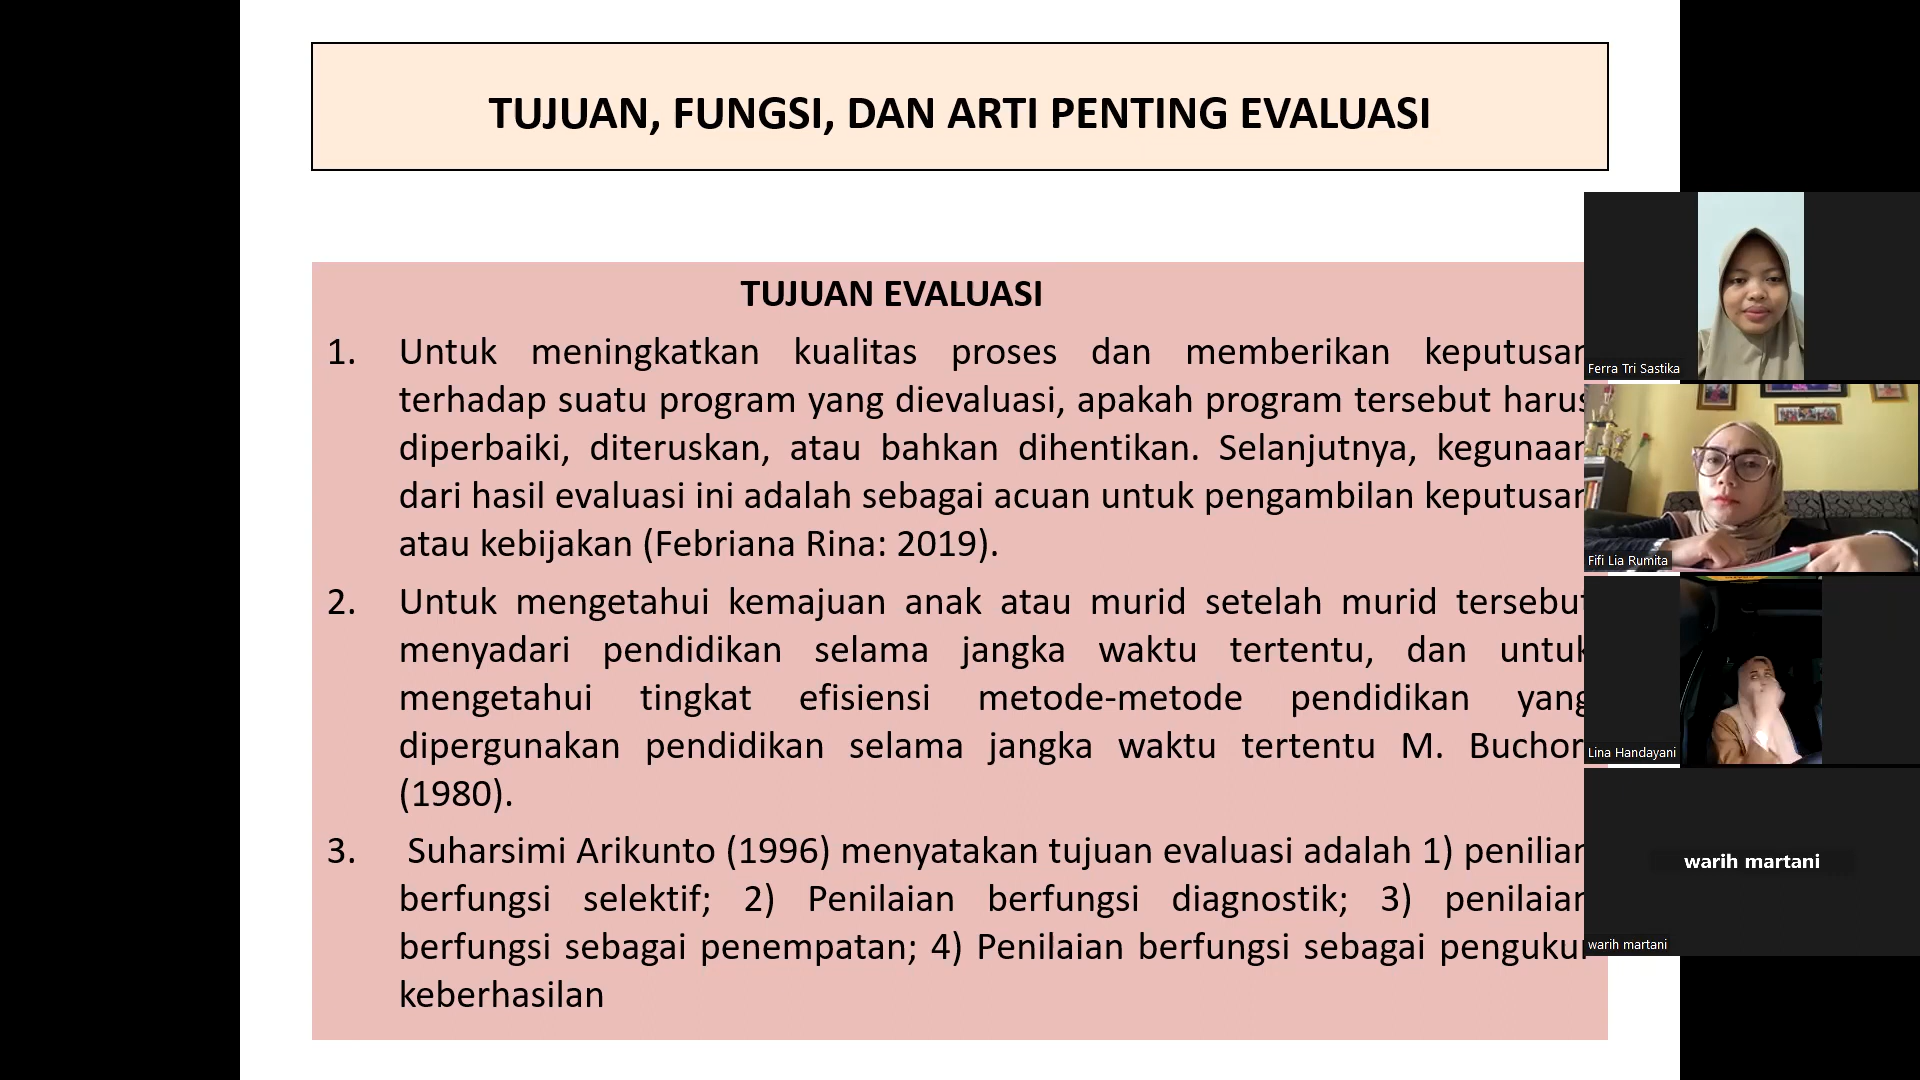 TUJUAN, FUNGSI, DAN ARTI PENTING EVALUASI
TUJUAN EVALUASI
1. Untuk meningkatkan kualitas proses dan memberikan keputusan
terhadap suatu program yang dievaluasi, apakah program tersebut harus
diperbaiki, diteruskan, atau bahkan dihentikan. Selanjutnya, kegunaan
dari hasil evaluasi ini adalah sebagai acuan untuk pengambilan keputusan
atau kebijakan (Febriana Rina: 2019).
2. Untuk mengetahui kemajuan anak atau murid setelah murid tersebut
menyadari pendidikan selama jangka waktu tertentu, dan untuk
mengetahui tingkat efisiensi metode-metode pendidikan yang
dipergunakan pendidikan selama jangka waktu tertentu M. Buchori
(1980).
3. Suharsimi Arikunto (1996) menyatakan tujuan evaluasi adalah 1) penilian
berfungsi selektif; 2) Penilaian berfungsi diagnostik; 3) penilaian
berfungsi sebagai penempatan; 4) Penilaian berfungsi sebagai pengukur
keberhasilan
Ferra Tri Sastika
Fifi Lia Rumita
Lina Handayani
warih martani
warih martani